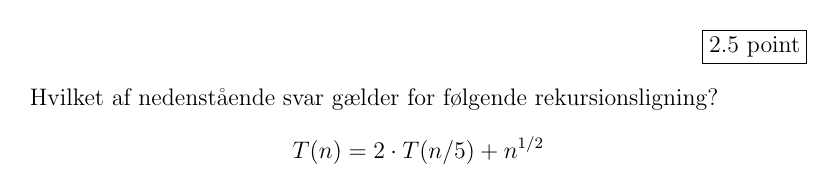 2.5 point
Hvilket af nedenstående svar gælder for følgende rekursionsligning?
T(n) = 2 · T(n/5) + n^{1/2}